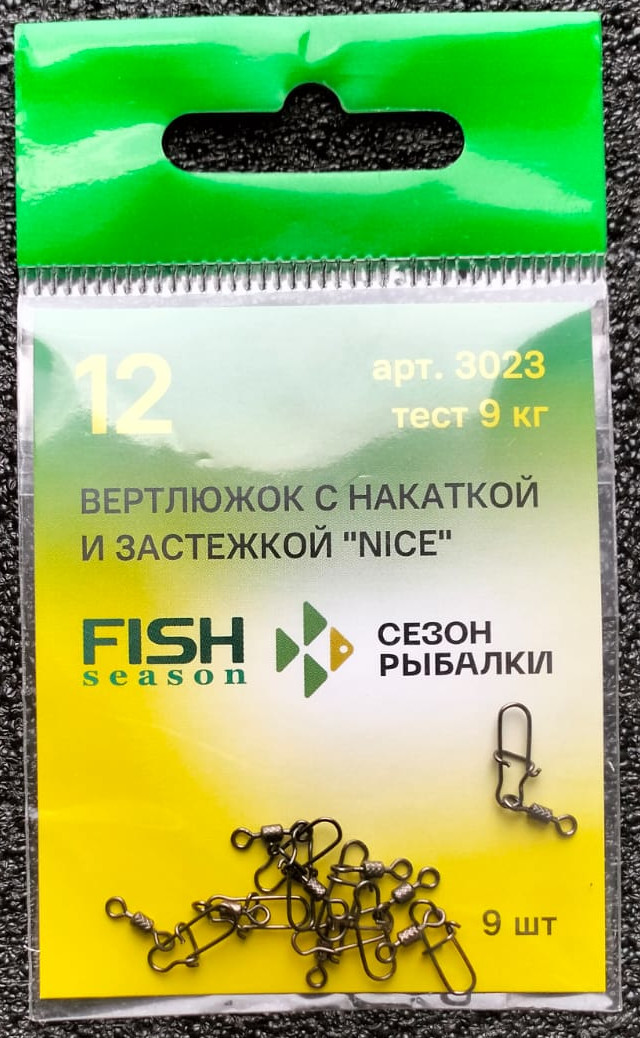 12
арт. 3023
тест 9 кг
ВЕРТЛЮЖОК С НАКАТКОЙ
И ЗАСТЕЖКОЙ "NICE"
FISH
season
СЕЗОН
РЫБАЛКИ
9 шт